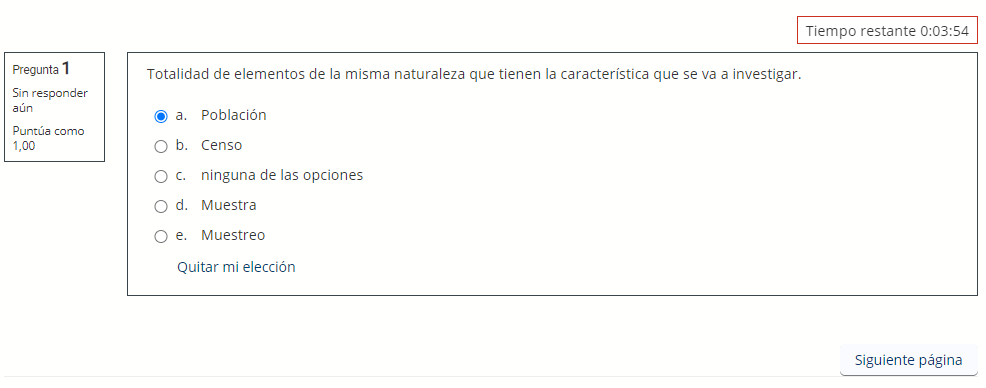 Tiempo restante 0:03:54
Pregunta 1
Sin responder
aún
Puntúa como
1,00
Totalidad de elementos de la misma naturaleza que tienen la característica que se va a investigar.
a. Población
b. Censo
c. ninguna de las opciones
d. Muestra
e. Muestreo
Quitar mi elección
Siguiente página